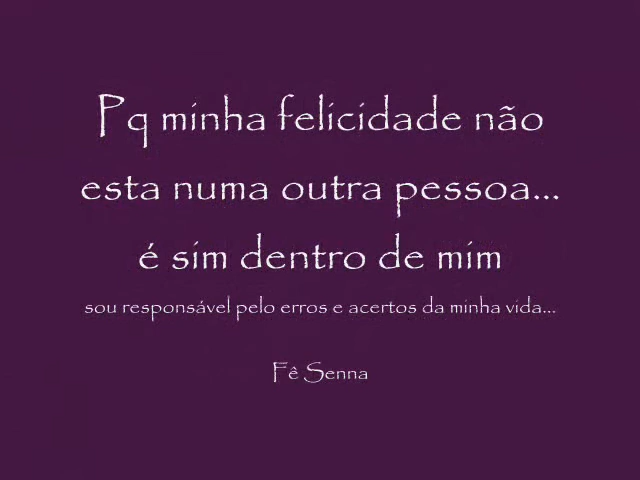 Pq minha felicidade não
esta numa outra pessoa...
é sim dentro de mim
sou responsável pelo erros e acertos da minha vida...
Fê Senna